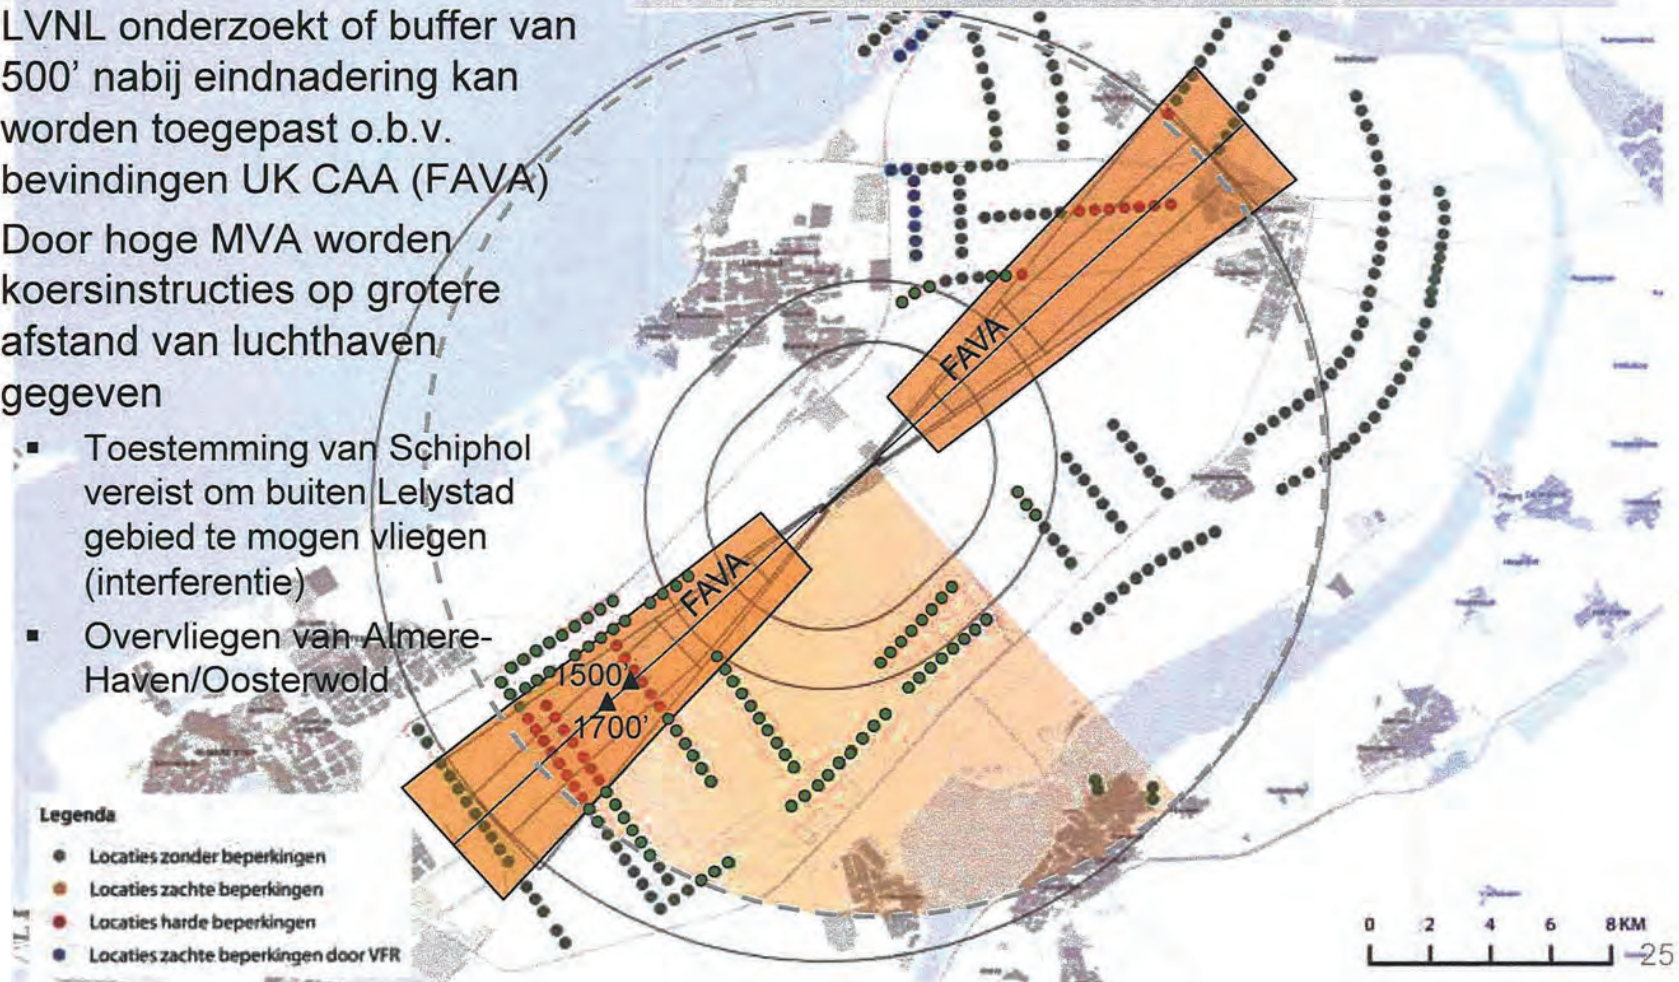 LVNL onderzoekt of buffer van
500’ nabij eindnadering kan
worden toegepast o.b.v.
bevindingen UK CAA (FAVA)
Door hoge MVA worden
koersinstructies op grotere
afstand van luchthaven
gegeven
▪ Toestemming van Schiphol
vereist om buiten Lelystad
gebied te mogen vliegen
(interferentie)
▪ Overvliegen van Almere-
Haven/Oosterwold
FAVA
FAVA
1500’
1700’
Legenda
Locaties zonder beperkingen
Locaties zachte beperkingen
Locaties harde beperkingen
Locaties zachte beperkingen door VFR
0 2 4 6 8 KM
25